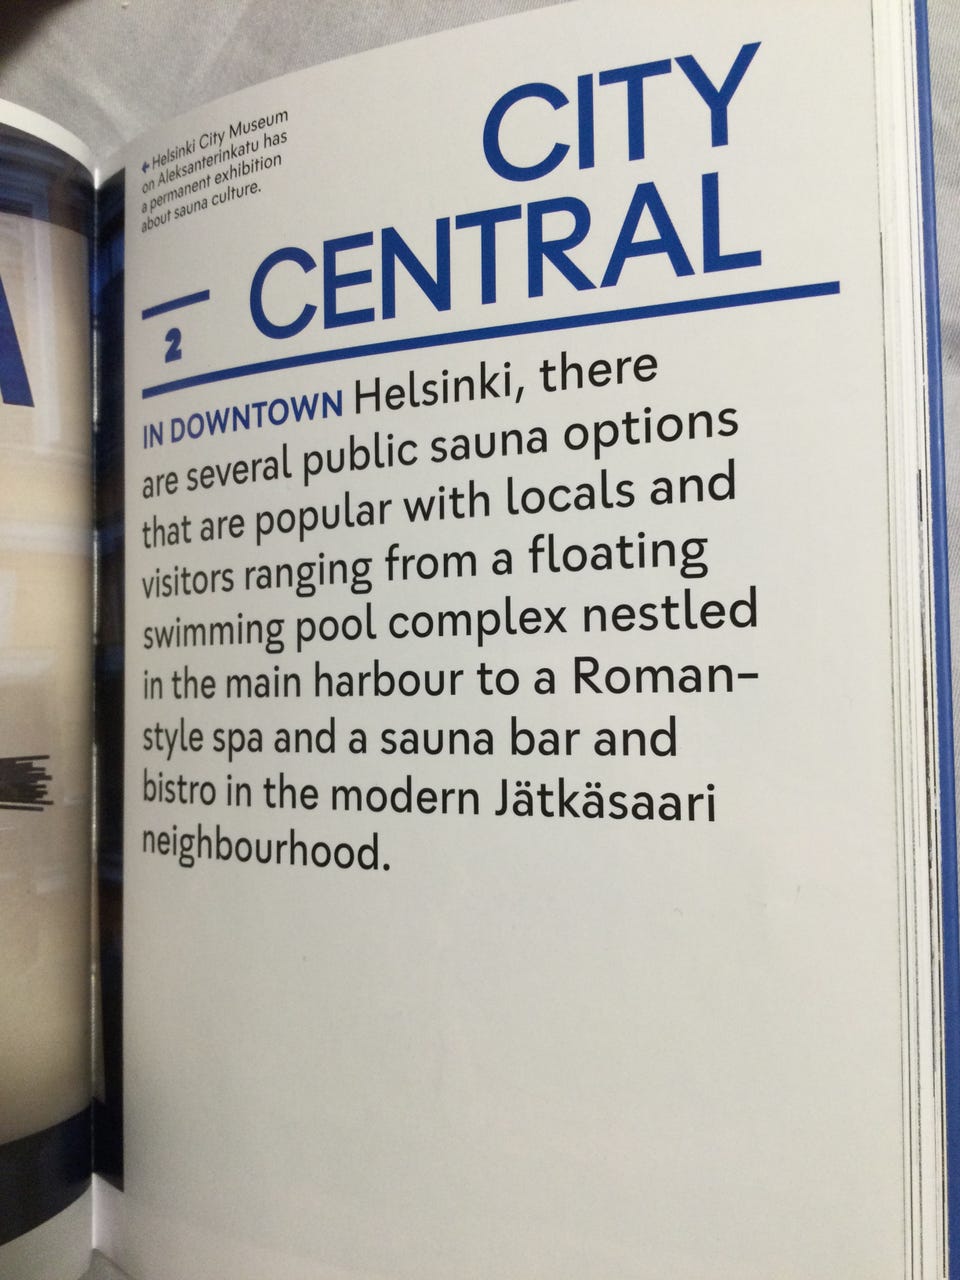 ← Helsinki City Museum
on Aleksanterinkatu has
a permanent exhibition
about sauna culture.
CITY
CENTRAL
2
IN DOWNTOWN Helsinki, there
are several public sauna options
that are popular with locals and
visitors ranging from a floating
swimming pool complex nestled
in the main harbour to a Roman-
style spa and a sauna bar and
bistro in the modern Jätkäsaari
neighbourhood.